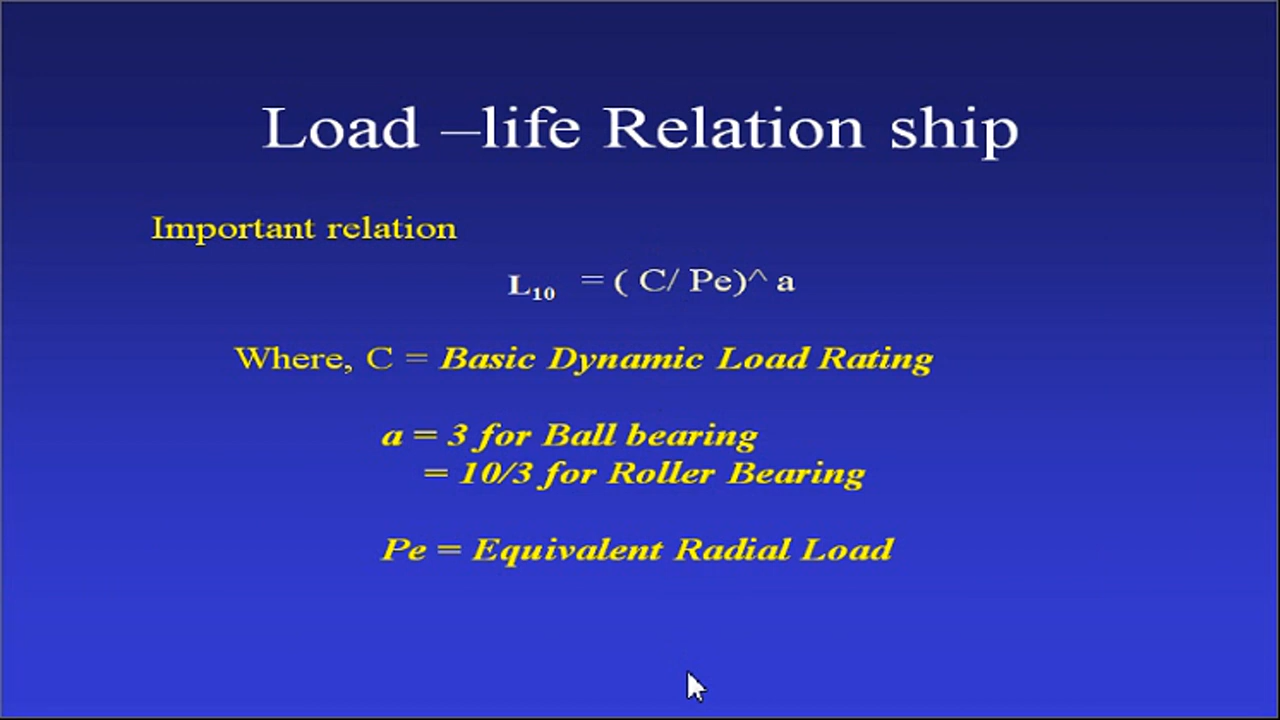 Load –life Relation ship
Important relation
L10 = ( C/ Pe)^ a
Where, C = Basic Dynamic Load Rating
a = 3 for Ball bearing
= 10/3 for Roller Bearing
Pe = Equivalent Radial Load